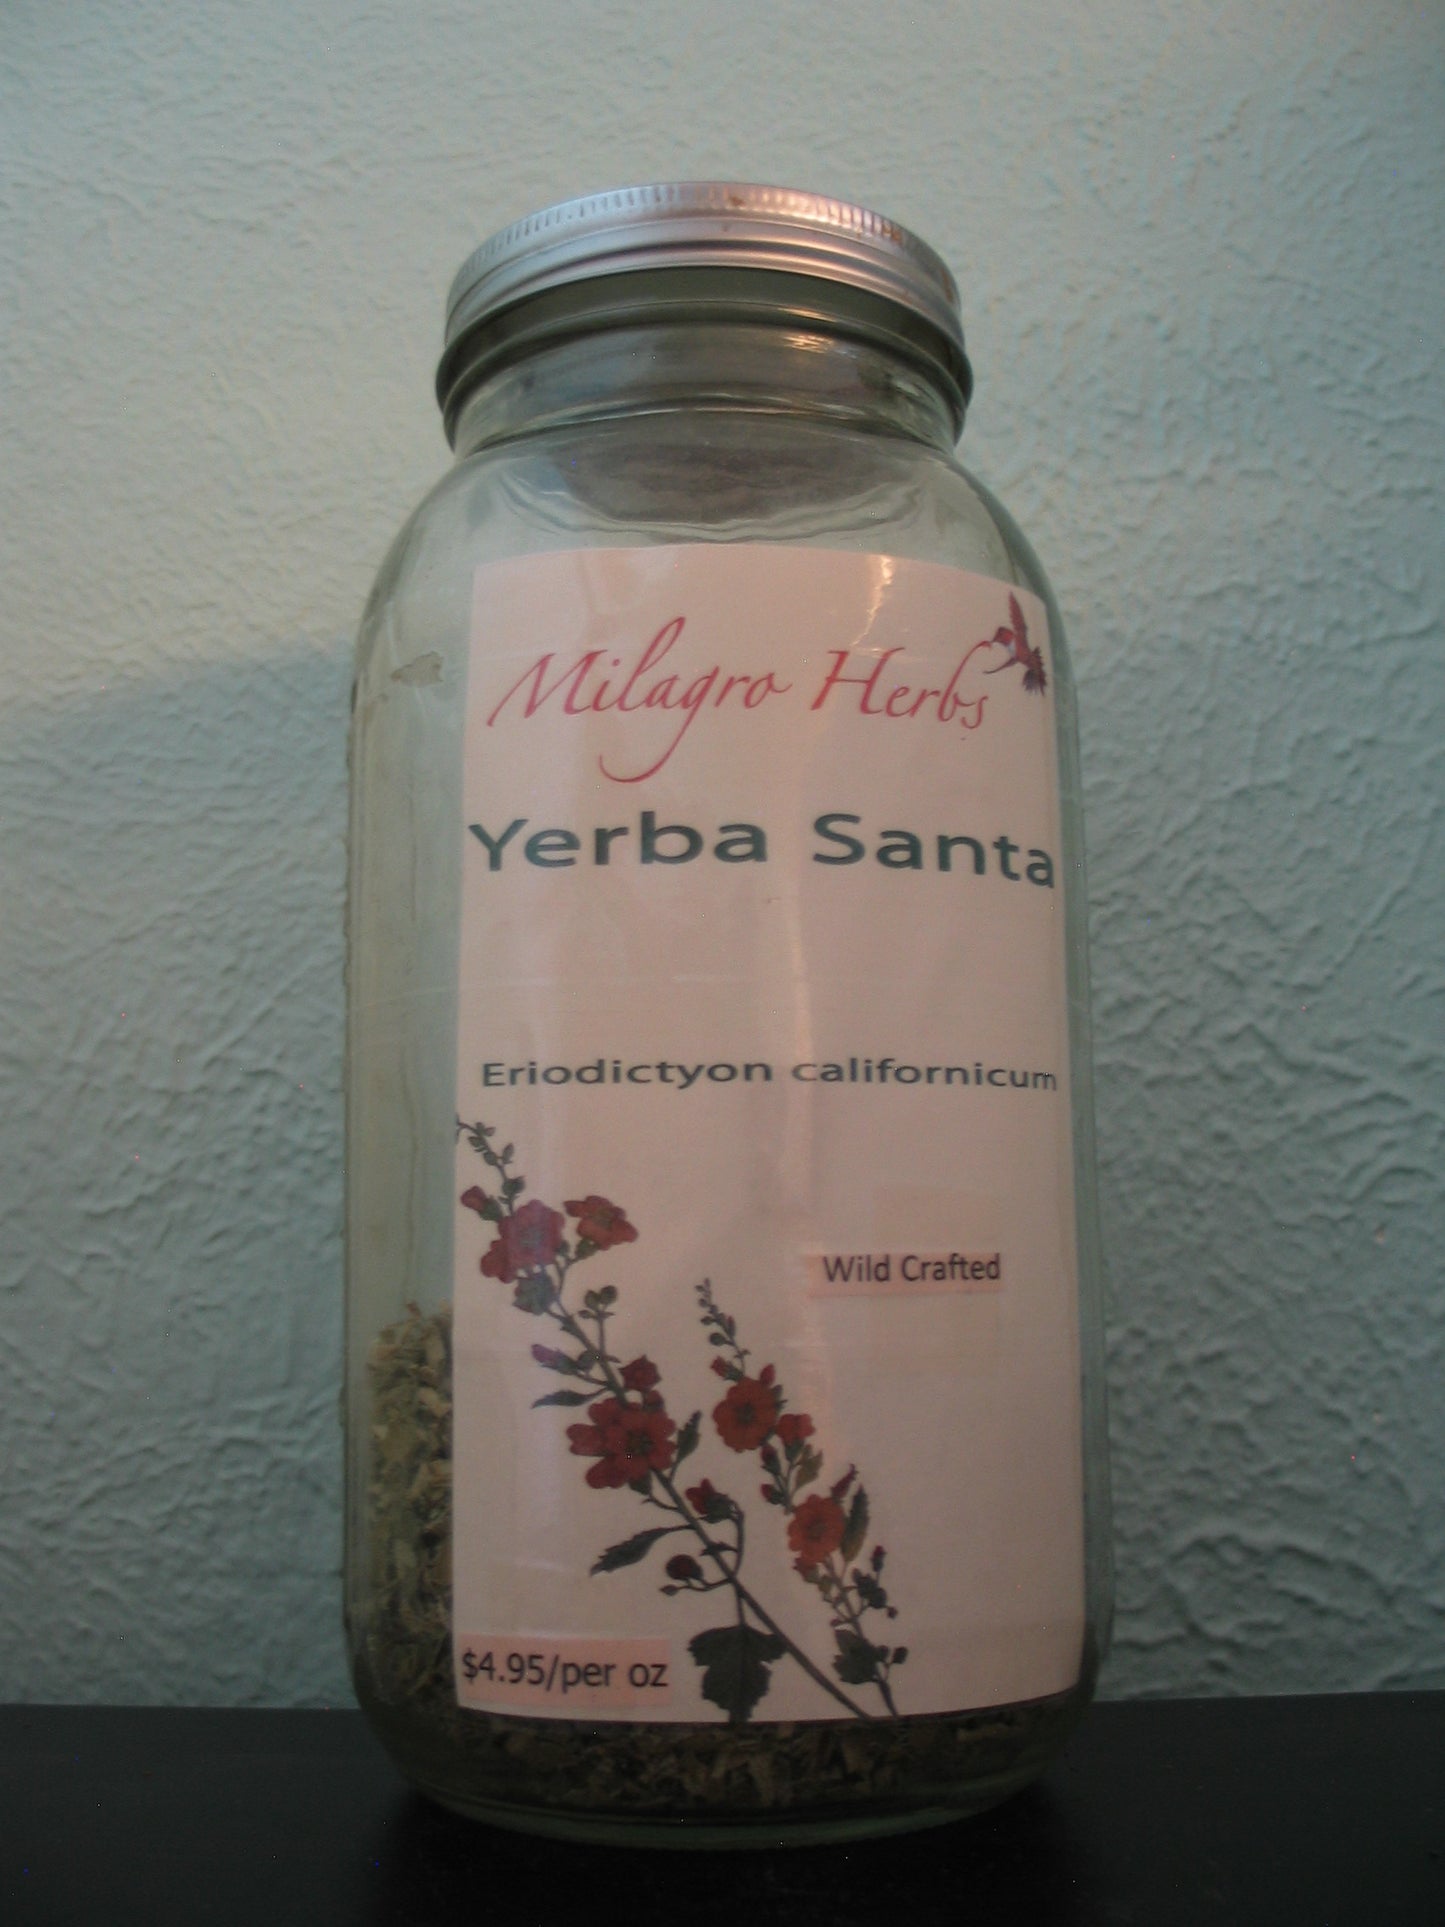 Milagro Herbs
Yerba Santa
Eriodictyon californicum
Wild Crafted
$4.95/per oz